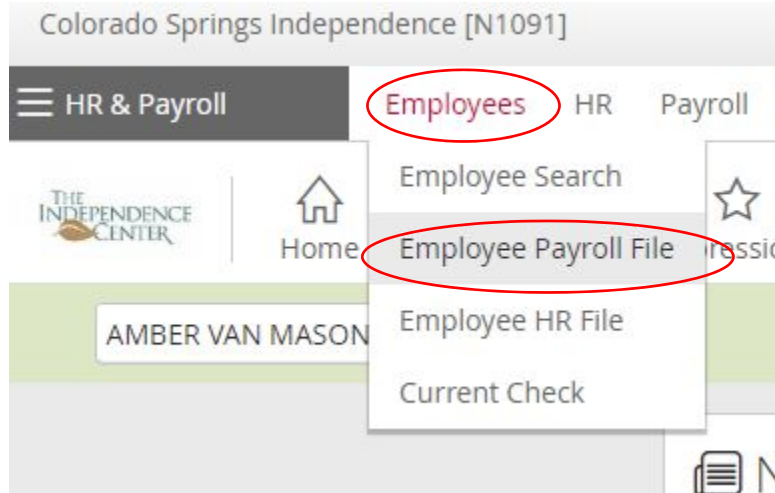 Colorado Springs Independence [N1091]
HR & Payroll
Employees HR Payroll
Employee Search
THE
INDEPENDENCE
CENTER
Home
Employee Payroll File
Employee HR File
AMBER VAN MASON
Current Check